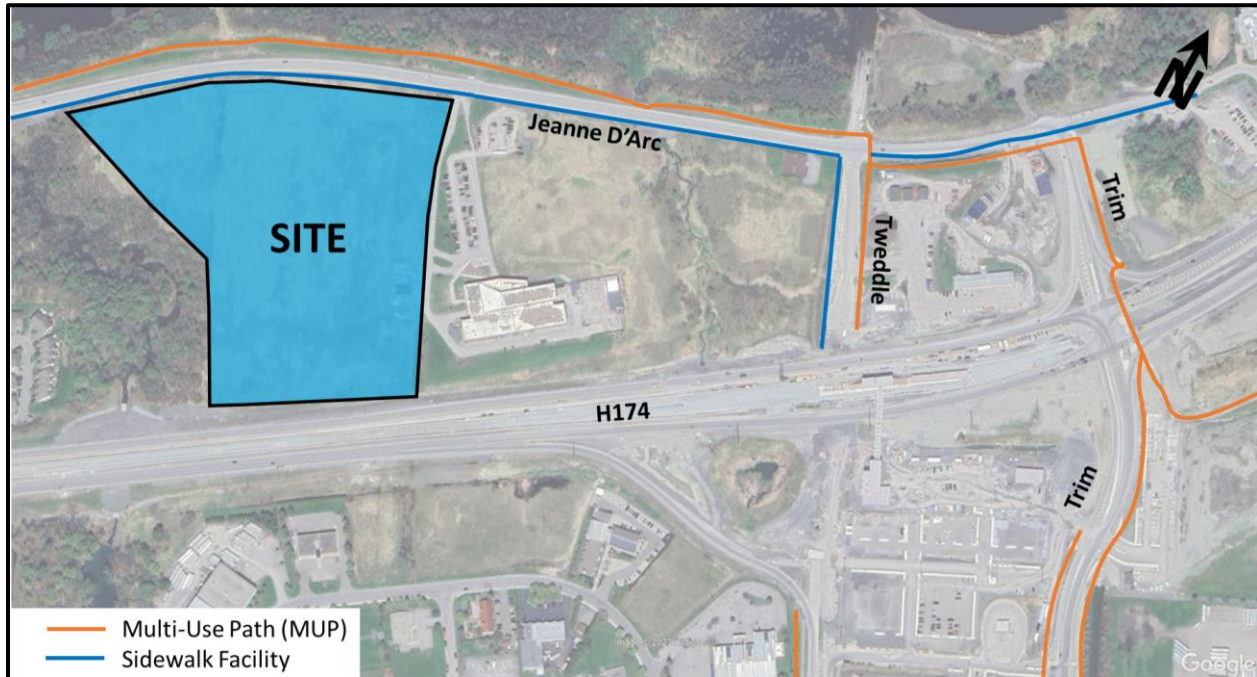 N
Jeanne D'Arc
SITE
Tweddle
Trim
H174
Trim
Multi-Use Path (MUP)
Sidewalk Facility
Google